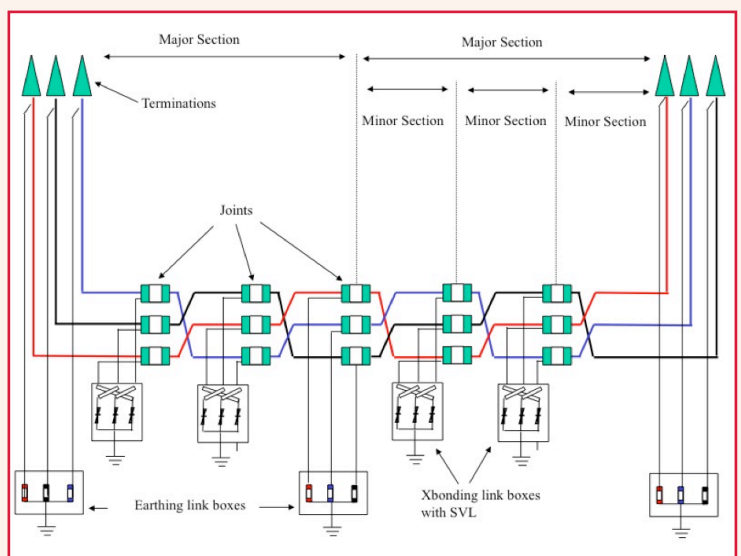 Major Section
Major Section
Terminations
Minor Section
Minor Section
Minor Section
Joints
Earthing link boxes
Xbonding link boxes
with SVL